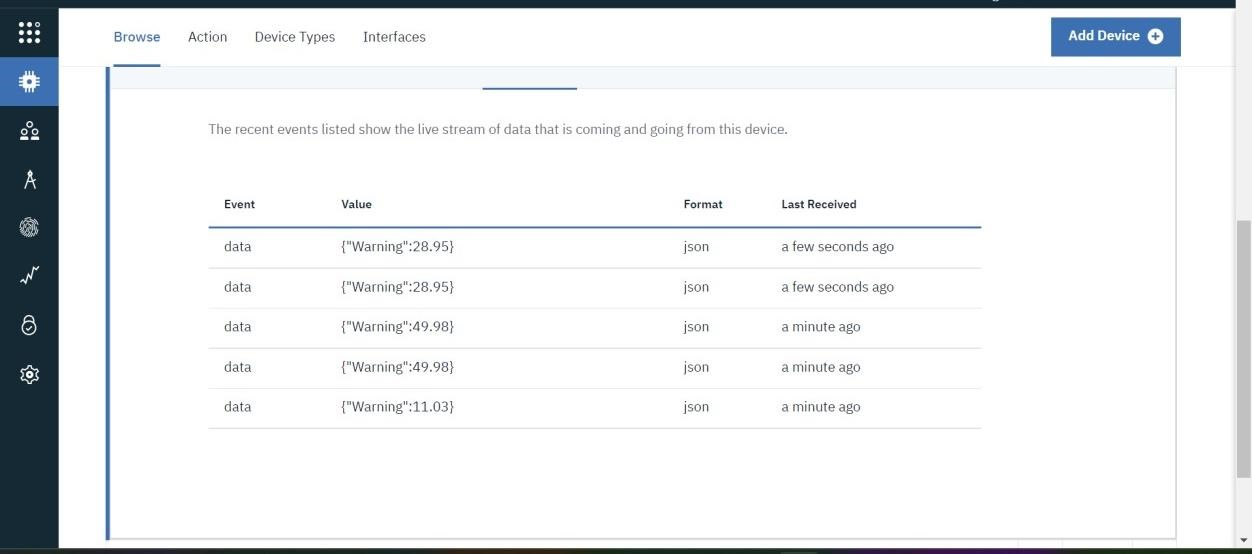 Browse Action Device Types Interfaces Add Device
The recent events listed show the live stream of data that is coming and going from this device.
Event Value Format Last Received
data {"Warning":28.95} json a few seconds ago
data {"Warning":28.95} json a few seconds ago
data {"Warning":49.98} json a minute ago
data {"Warning":49.98} json a minute ago
data {"Warning":11.03} json a minute ago